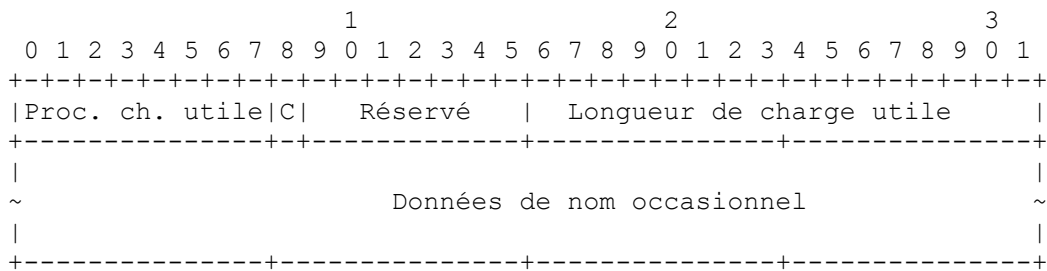 1                   2                   3
 0 1 2 3 4 5 6 7 8 9 0 1 2 3 4 5 6 7 8 9 0 1 2 3 4 5 6 7 8 9 0 1
+-+-+-+-+-+-+-+-+-+-+-+-+-+-+-+-+-+-+-+-+-+-+-+-+-+-+-+-+-+-+-+-+
|Proc. ch. utile|C|   Réservé   |  Longueur de charge utile     |
+---------------+-+-------------+---------------+---------------+
|                                                               |
~                       Données de nom occasionnel              ~
|                                                               |
+---------------+---------------+---------------+---------------+